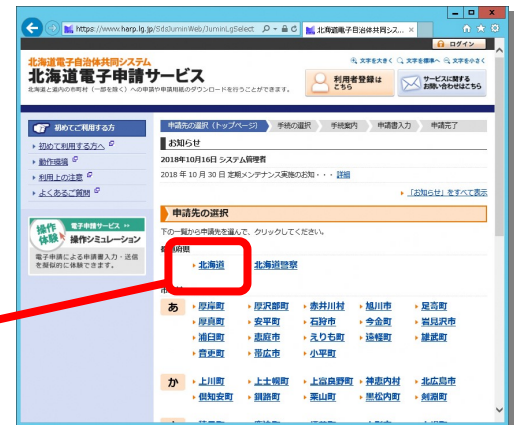 https://www.harp.lg.jp/SdsJuminWeb/JuminLgSelect
北海道電子自治体共同シス...
ログイン
文字を大きく 文字を標準へ 文字を小さく
北海道電子自治体共同システム
北海道電子申請サービス
北海道と道内の市町村(一部を除く)への申請や申請用紙のダウンロードを行うことができます。
利用者登録はこちら
サービスに関するお問い合わせはこちら
初めてご利用する方
初めて利用する方へ
動作環境
利用上の注意
よくあるご質問
操作体験
電子申請サービス
操作シミュレーション
電子申請による申請書入力・送信を擬似的に体験できます。
申請先の選択(トップページ) 手続の選択 手続案内 申請書入力 申請完了
お知らせ
2018年10月16日 システム管理者
2018 年 10 月 30 日 定期メンテナンス実施のお知・・・ 詳細
「お知らせ」をすべて表示
申請先の選択
下の一覧から申請先を選んで、クリックしてください。
府県
北海道 北海道警察
あ 厚岸町 厚沢部町 赤井川村 旭川市 足寄町
厚真町 安平町 石狩市 今金町 岩見沢市
浦臼町 恵庭市 えりも町 遠軽町 雄武町
音更町 帯広市 小平町
か 上川町 上士幌町 上富良野町 神恵内村 北広島市
倶知安町 釧路町 栗山町 黒松内町 剣淵町